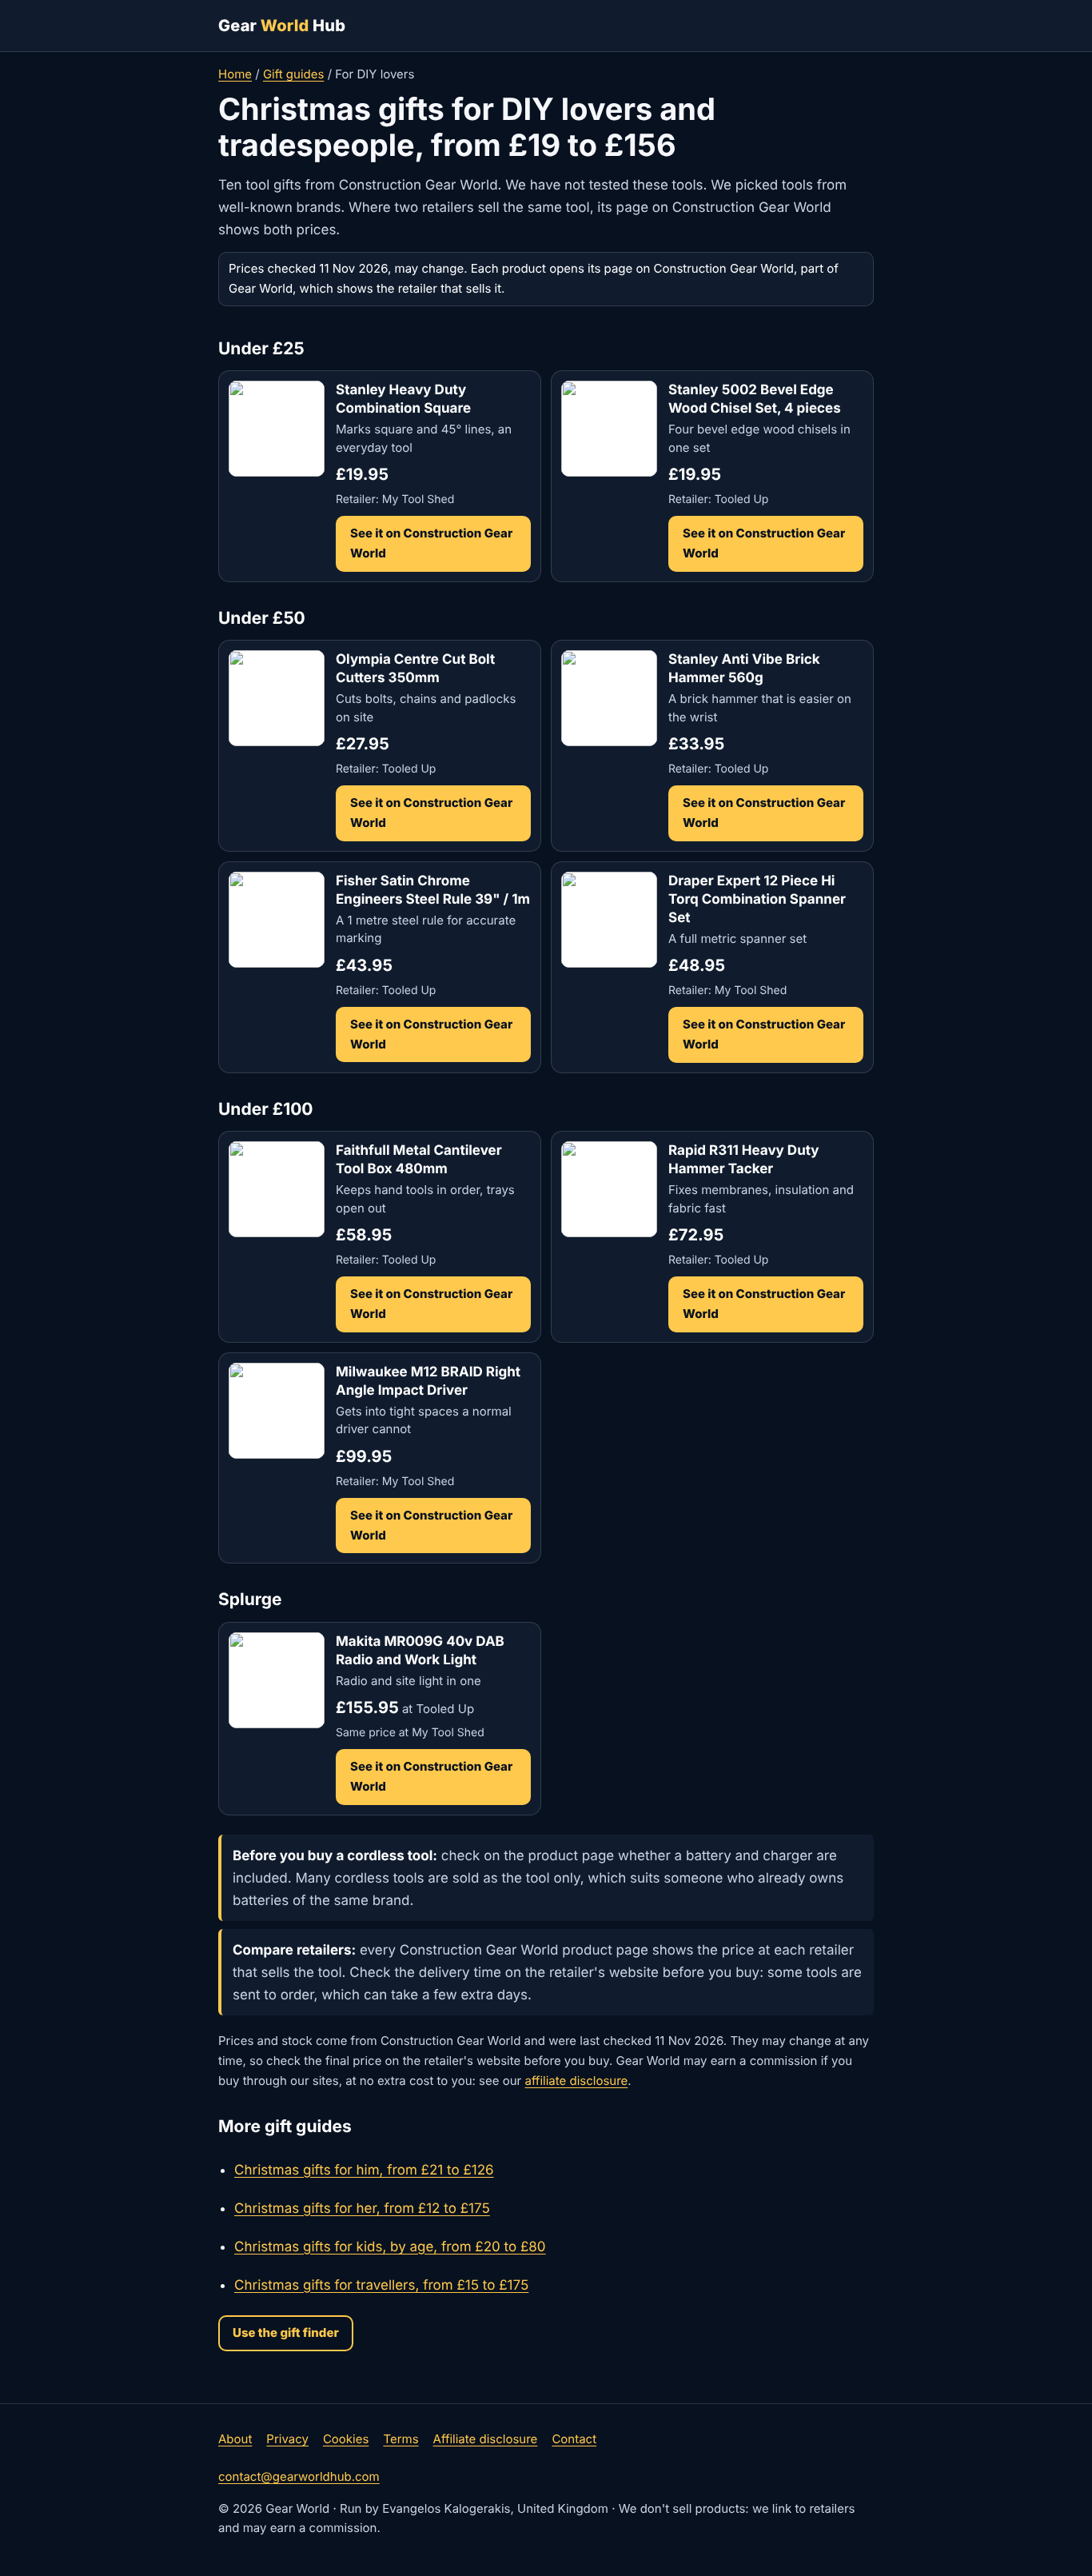 Gear World Hub
Home / Gift guides / For DIY lovers
Christmas gifts for DIY lovers and
tradespeople, from £19 to £156
Ten tool gifts from Construction Gear World. We have not tested these tools. We picked tools from
well-known brands. Where two retailers sell the same tool, its page on Construction Gear World
shows both prices.
Prices checked 11 Nov 2026, may change. Each product opens its page on Construction Gear World, part of
Gear World, which shows the retailer that sells it.
Under £25
Stanley Heavy Duty
Combination Square
Marks square and 45° lines, an
everyday tool
£19.95
Retailer: My Tool Shed
See it on Construction Gear
World
Stanley 5002 Bevel Edge
Wood Chisel Set, 4 pieces
Four bevel edge wood chisels in
one set
£19.95
Retailer: Tooled Up
See it on Construction Gear
World
Under £50
Olympia Centre Cut Bolt
Cutters 350mm
Cuts bolts, chains and padlocks
on site
£27.95
Retailer: Tooled Up
See it on Construction Gear
World
Stanley Anti Vibe Brick
Hammer 560g
A brick hammer that is easier on
the wrist
£33.95
Retailer: Tooled Up
See it on Construction Gear
World
Fisher Satin Chrome
Engineers Steel Rule 39" / 1m
A 1 metre steel rule for accurate
marking
£43.95
Retailer: Tooled Up
See it on Construction Gear
World
Draper Expert 12 Piece Hi
Torq Combination Spanner
Set
A full metric spanner set
£48.95
Retailer: My Tool Shed
See it on Construction Gear
World
Under £100
Faithfull Metal Cantilever
Tool Box 480mm
Keeps hand tools in order, trays
open out
£58.95
Retailer: Tooled Up
See it on Construction Gear
World
Rapid R311 Heavy Duty
Hammer Tacker
Fixes membranes, insulation and
fabric fast
£72.95
Retailer: Tooled Up
See it on Construction Gear
World
Milwaukee M12 BRAID Right
Angle Impact Driver
Gets into tight spaces a normal
driver cannot
£99.95
Retailer: My Tool Shed
See it on Construction Gear
World
Splurge
Makita MR009G 40v DAB
Radio and Work Light
Radio and site light in one
£155.95 at Tooled Up
Same price at My Tool Shed
See it on Construction Gear
World
Before you buy a cordless tool: check on the product page whether a battery and charger are
included. Many cordless tools are sold as the tool only, which suits someone who already owns
batteries of the same brand.
Compare retailers: every Construction Gear World product page shows the price at each retailer
that sells the tool. Check the delivery time on the retailer's website before you buy: some tools are
sent to order, which can take a few extra days.
Prices and stock come from Construction Gear World and were last checked 11 Nov 2026. They may change at any
time, so check the final price on the retailer's website before you buy. Gear World may earn a commission if you
buy through our sites, at no extra cost to you: see our affiliate disclosure.
More gift guides
• Christmas gifts for him, from £21 to £126
• Christmas gifts for her, from £12 to £175
• Christmas gifts for kids, by age, from £20 to £80
• Christmas gifts for travellers, from £15 to £175
Use the gift finder
About Privacy Cookies Terms Affiliate disclosure Contact
contact@gearworldhub.com
© 2026 Gear World · Run by Evangelos Kalogerakis, United Kingdom · We don't sell products: we link to retailers
and may earn a commission.